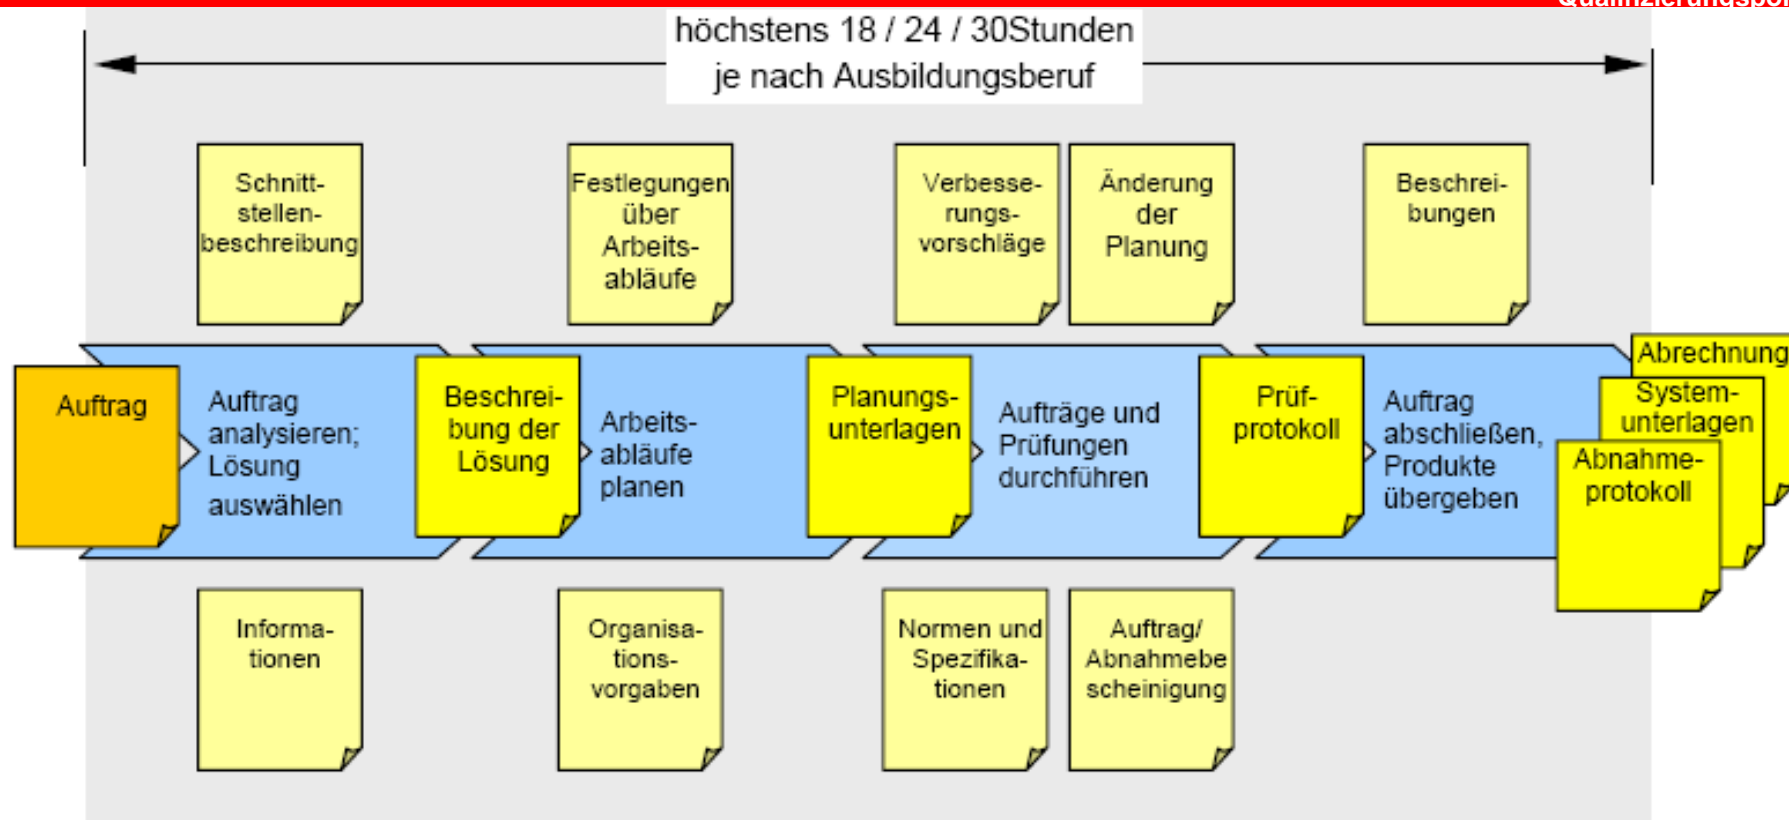 höchstens 18 / 24 / 30Stunden
je nach Ausbildungsberuf
Schnitt-
stellen-
beschreibung
Festlegungen
über
Arbeits-
abläufe
Verbesse-
rungs-
vorschläge
Änderung
der
Planung
Beschrei-
bungen
Auftrag
Auftrag
analysieren;
Lösung
auswählen
Beschrei-
bung der
Lösung
Arbeits-
abläufe
planen
Planungs-
unterlagen
Aufträge und
Prüfungen
durchführen
Prüf-
protokoll
Auftrag
abschließen,
Produkte
übergeben
Abrechnung
System-
unterlagen
Abnahme-
protokoll
Informa-
tionen
Organisa-
tions-
vorgaben
Normen und
Spezifika-
tionen
Auftrag/
Abnahmebe
scheinigung